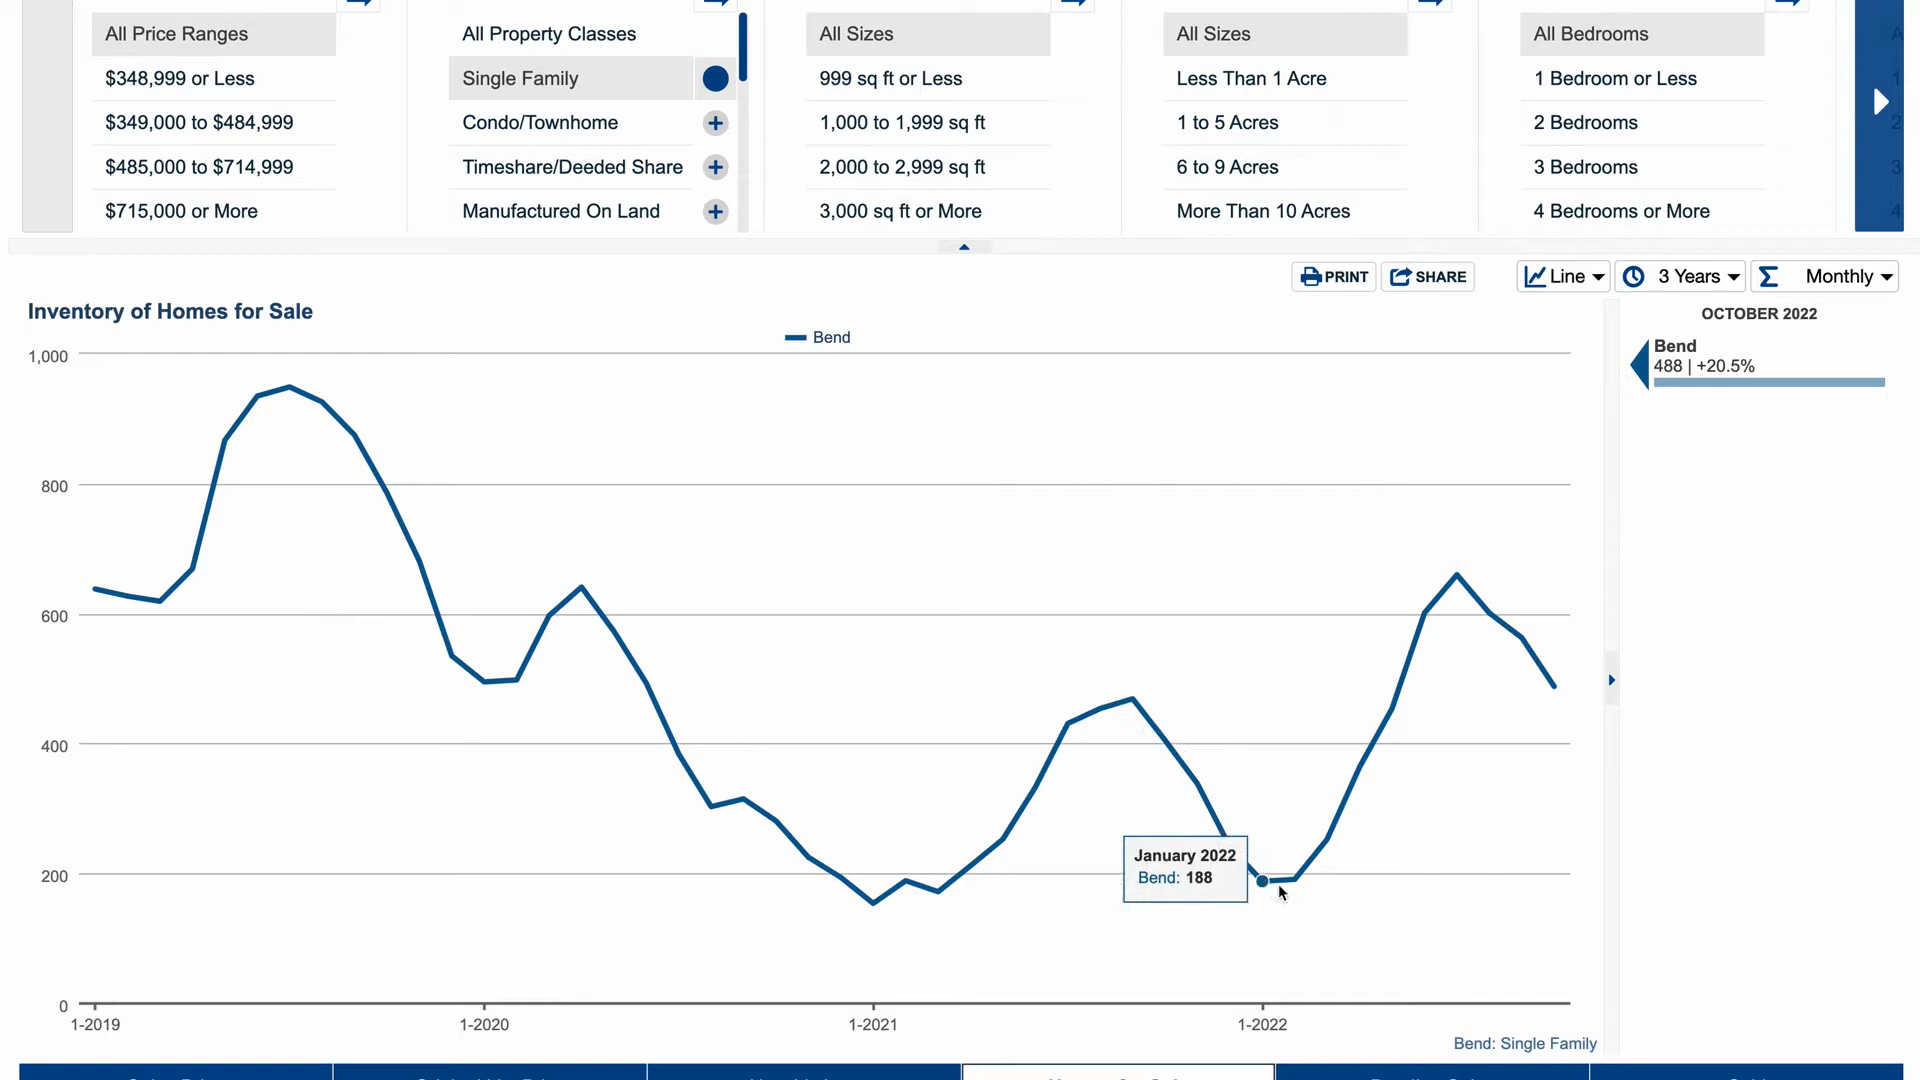 All Price Ranges
$348,999 or Less
$349,000 to $484,999
$485,000 to $714,999
$715,000 or More
All Property Classes
Single Family
Condo/Townhome
Timeshare/Deeded Share
Manufactured On Land
All Sizes
999 sq ft or Less
1,000 to 1,999 sq ft
2,000 to 2,999 sq ft
3,000 sq ft or More
All Sizes
Less Than 1 Acre
1 to 5 Acres
6 to 9 Acres
More Than 10 Acres
All Bedrooms
1 Bedroom or Less
2 Bedrooms
3 Bedrooms
4 Bedrooms or More
PRINT
SHARE
Line
3 Years
Monthly
Inventory of Homes for Sale
Bend
OCTOBER 2022
Bend
488 | +20.5%
1,000
800
600
400
200
0
January 2022
Bend: 188
1-2019
1-2020
1-2021
1-2022
Bend: Single Family